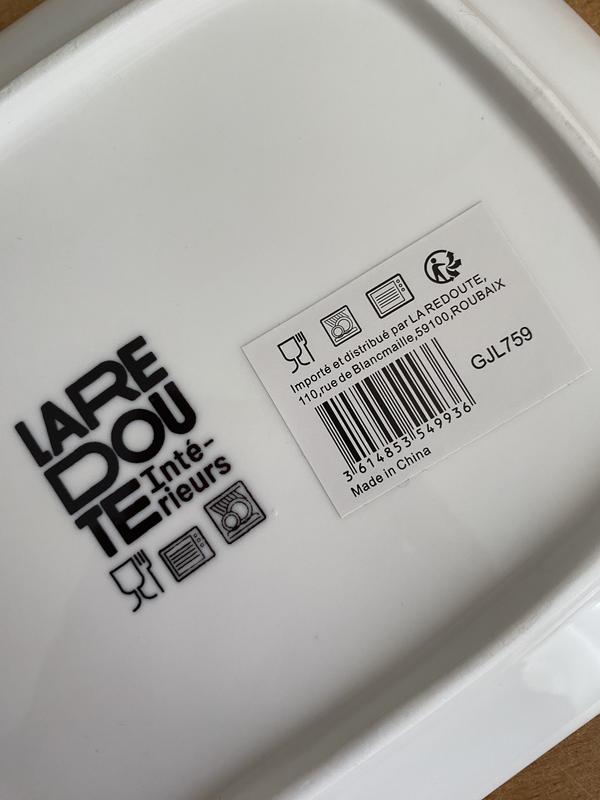 LA RE
DOU
TE Inté-
rieurs
Importé et distribué par LA REDOUTE,
110,rue de Blancmaille,59100,ROUBAIX
GJL759
3 614853 549936
Made in China